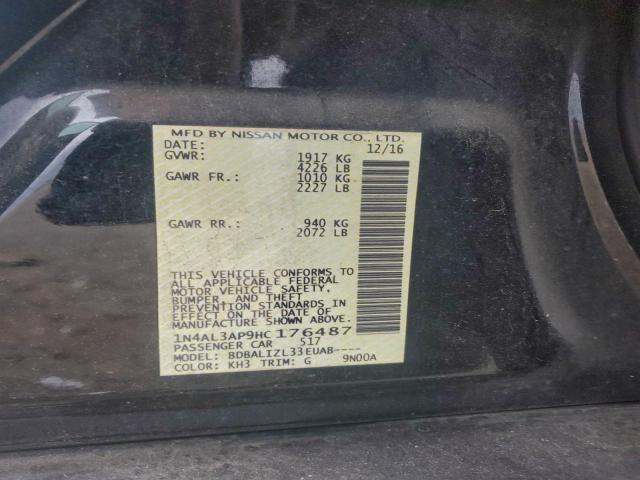 MFD BY NISSAN MOTOR CO., LTD.
DATE: 12/16
GVWR: 1917 KG
4226 LB
GAWR FR.: 1010 KG
2227 LB
GAWR RR.: 940 KG
2072 LB
THIS VEHICLE CONFORMS TO
ALL APPLICABLE FEDERAL
MOTOR VEHICLE SAFETY,
BUMPER, AND THEFT
PREVENTION STANDARDS IN
EFFECT ON THE DATE OF
MANUFACTURE SHOWN ABOVE.
1N4AL3AP9HC176487
PASSENGER CAR 517
MODEL: BDBALIZL33EUAB----
COLOR: KH3 TRIM: G 9N00A